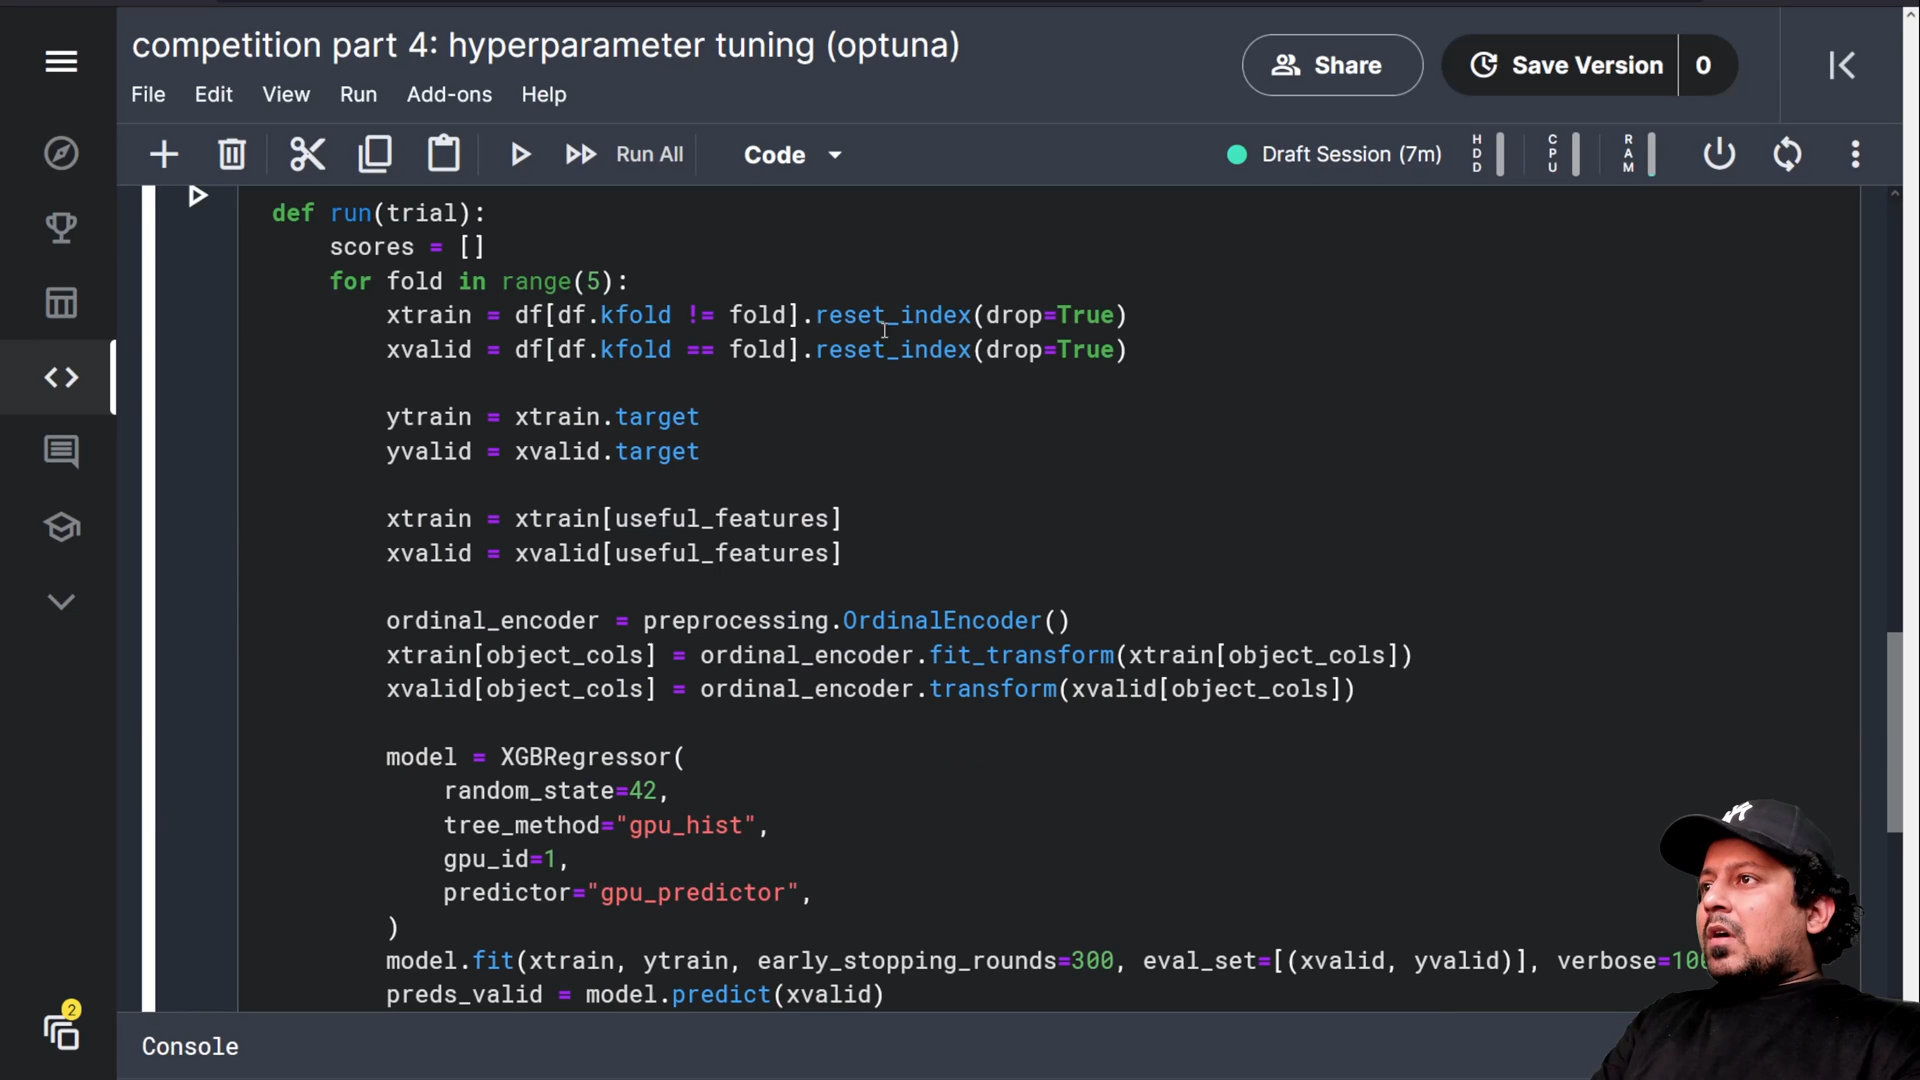 competition part 4: hyperparameter tuning (optuna)
Share
Save Version
0
File Edit View Run Add-ons Help
Run All
Code
Draft Session (7m)
HDD
CPU
RAM
def run(trial):
    scores = []
    for fold in range(5):
        xtrain = df[df.kfold != fold].reset_index(drop=True)
        xvalid = df[df.kfold == fold].reset_index(drop=True)
        ytrain = xtrain.target
        yvalid = xvalid.target
        xtrain = xtrain[useful_features]
        xvalid = xvalid[useful_features]
        ordinal_encoder = preprocessing.OrdinalEncoder()
        xtrain[object_cols] = ordinal_encoder.fit_transform(xtrain[object_cols])
        xvalid[object_cols] = ordinal_encoder.transform(xvalid[object_cols])
        model = XGBRegressor(
            random_state=42,
            tree_method="gpu_hist",
            gpu_id=1,
            predictor="gpu_predictor",
        )
        model.fit(xtrain, ytrain, early_stopping_rounds=300, eval_set=[(xvalid, yvalid)], verbose=
        preds_valid = model.predict(xvalid)
2
Console